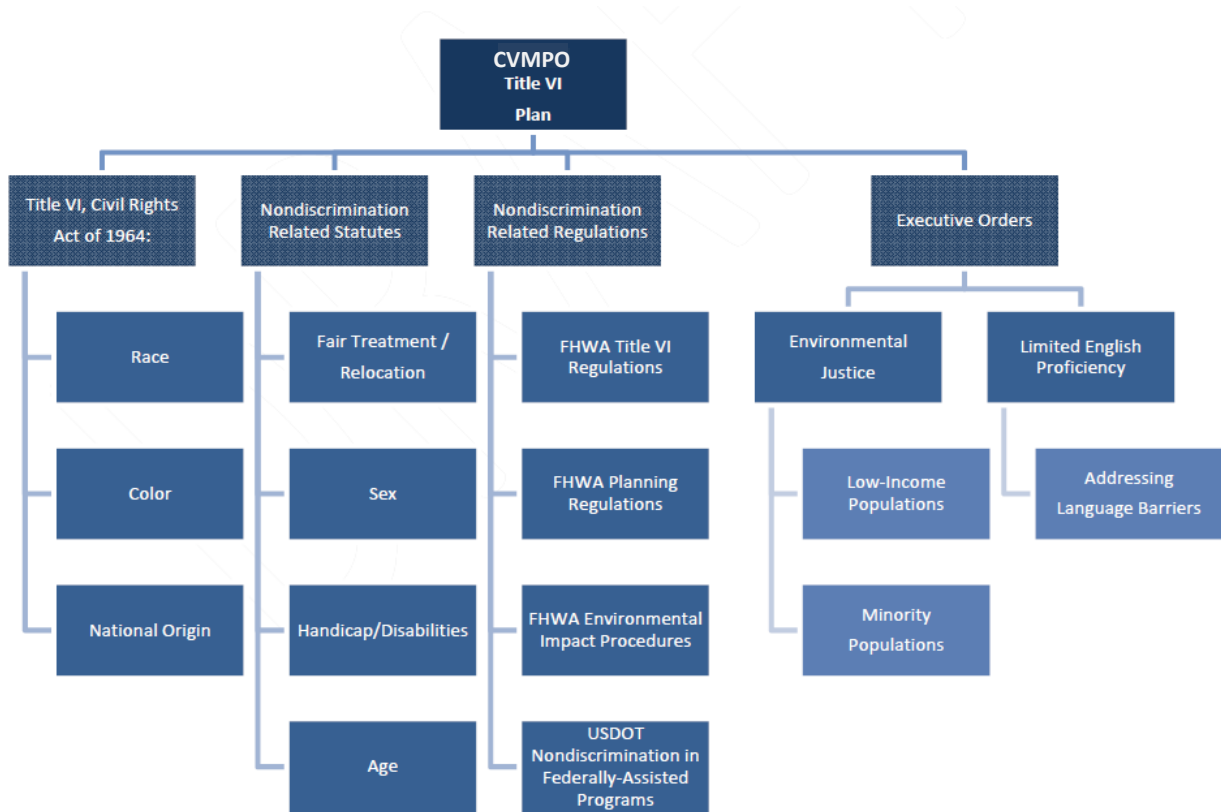 CVMPO
Title VI
Plan
Title VI, Civil Rights
Act of 1964:
Nondiscrimination
Related Statutes
Nondiscrimination
Related Regulations
Executive Orders
Race
Fair Treatment /
Relocation
FHWA Title VI
Regulations
Environmental
Justice
Limited English
Proficiency
Color
Sex
FHWA Planning
Regulations
Low-Income
Populations
Addressing
Language Barriers
National Origin
Handicap/Disabilities
FHWA Environmental
Impact Procedures
Minority
Populations
Age
USDOT
Nondiscrimination in
Federally-Assisted
Programs